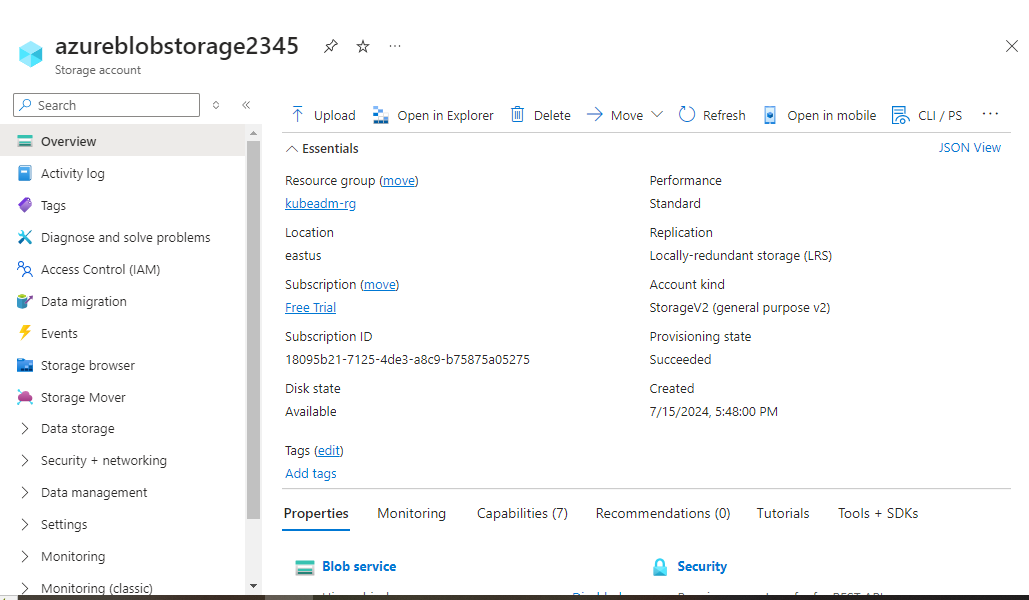 azureblobstorage2345
Storage account
Search
Upload Open in Explorer Delete Move Refresh Open in mobile CLI / PS
Overview
Activity log
Tags
Diagnose and solve problems
Access Control (IAM)
Data migration
Events
Storage browser
Storage Mover
Data storage
Security + networking
Data management
Settings
Monitoring
Monitoring (classic)
Essentials
JSON View
Resource group (move)
kubeadm-rg
Location
eastus
Subscription (move)
Free Trial
Subscription ID
18095b21-7125-4de3-a8c9-b75875a05275
Disk state
Available
Performance
Standard
Replication
Locally-redundant storage (LRS)
Account kind
StorageV2 (general purpose v2)
Provisioning state
Succeeded
Created
7/15/2024, 5:48:00 PM
Tags (edit)
Add tags
Properties Monitoring Capabilities (7) Recommendations (0) Tutorials Tools + SDKs
Blob service
Security